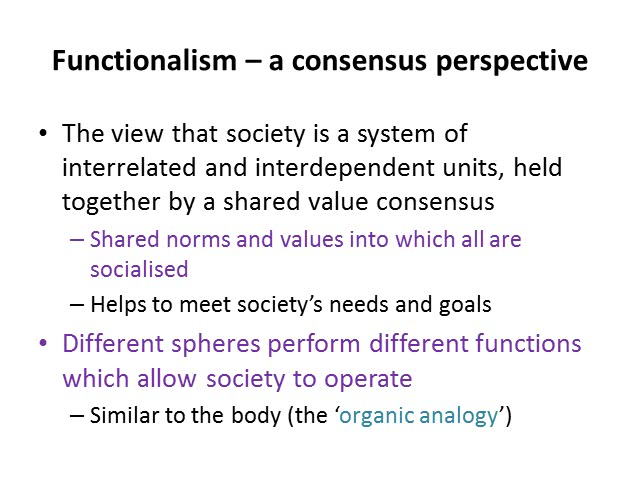 Functionalism – a consensus perspective
• The view that society is a system of
interrelated and interdependent units, held
together by a shared value consensus
– Shared norms and values into which all are
socialised
– Helps to meet society’s needs and goals
• Different spheres perform different functions
which allow society to operate
– Similar to the body (the ‘organic analogy’)